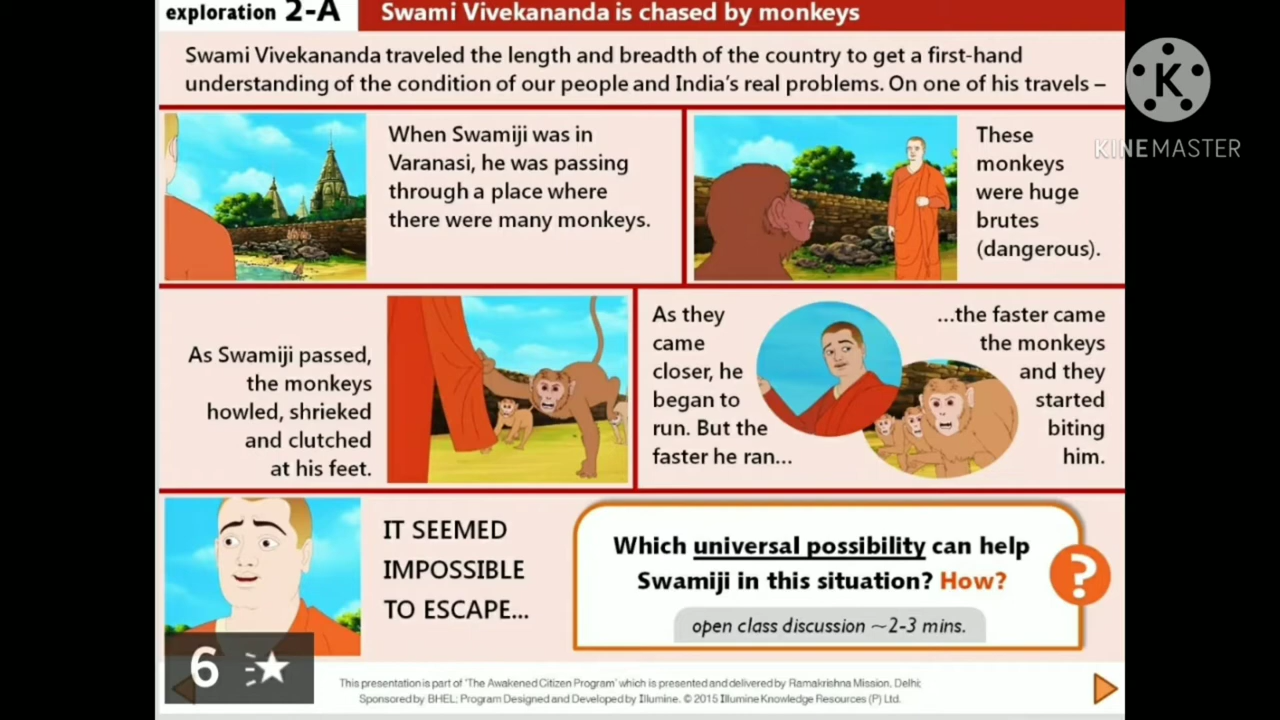 exploration 2-A
Swami Vivekananda is chased by monkeys
Swami Vivekananda traveled the length and breadth of the country to get a first-hand
understanding of the condition of our people and India's real problems. On one of his travels –
When Swamiji was in
Varanasi, he was passing
through a place where
there were many monkeys.
These
monkeys
were huge
brutes
(dangerous).
As Swamiji passed,
the monkeys
howled, shrieked
and clutched
at his feet.
As they
came
closer, he
began to
run. But the
faster he ran...
...the faster came
the monkeys
and they
started
biting
him.
IT SEEMED
IMPOSSIBLE
TO ESCAPE...
Which universal possibility can help
Swamiji in this situation? How?
?
open class discussion ~2-3 mins.
6
This presentation is part of 'The Awakened Citizen Program' which is presented and delivered by Ramakrishna Mission, Delhi;
Sponsored by BHEL; Program Designed and Developed by Illumine. © 2015 Illumine Knowledge Resources (P) Ltd.
K
KINEMASTER